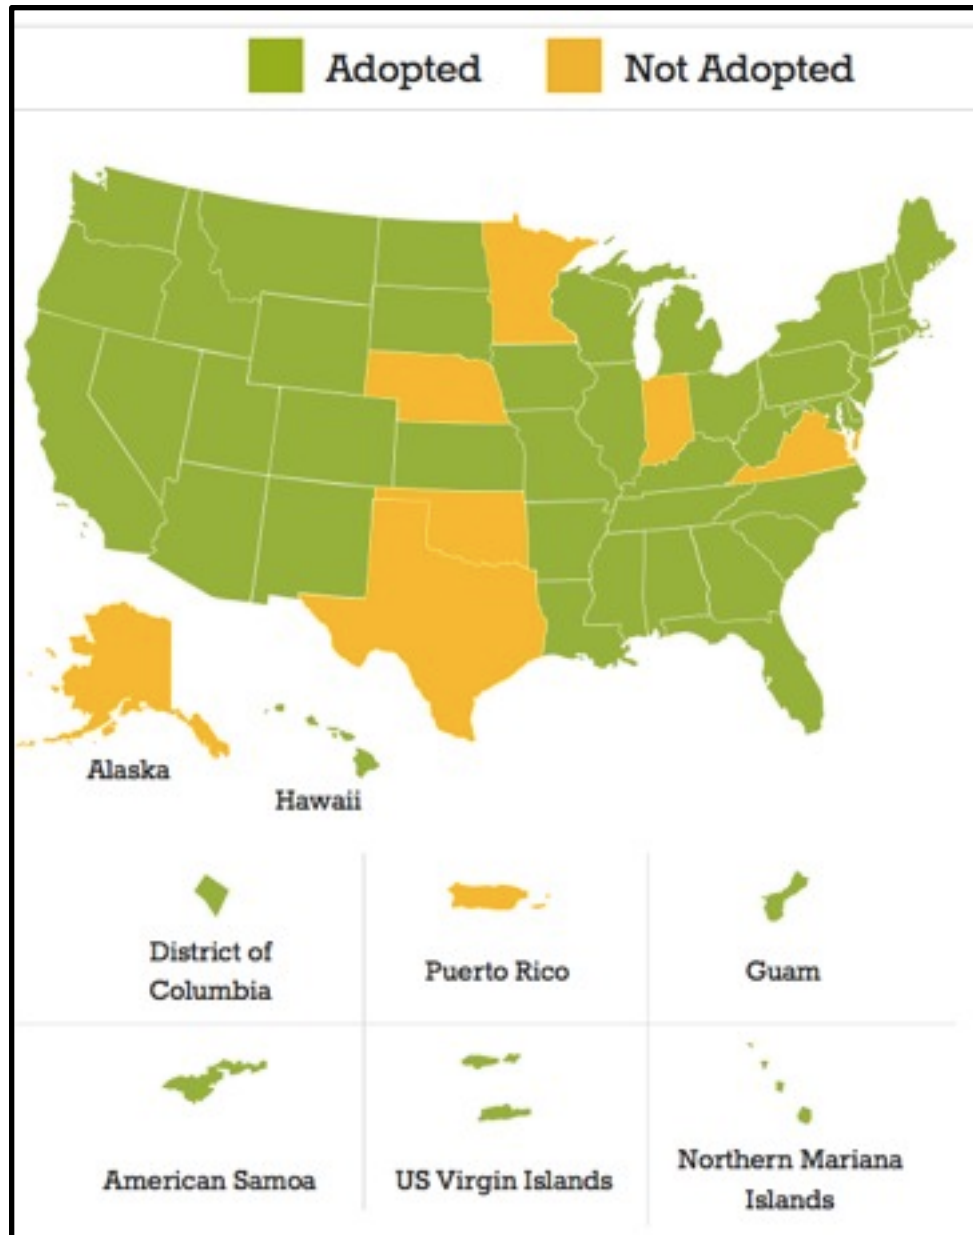 Adopted
Not Adopted
Alaska
Hawaii
District of
Columbia
Puerto Rico
Guam
American Samoa
US Virgin Islands
Northern Mariana
Islands